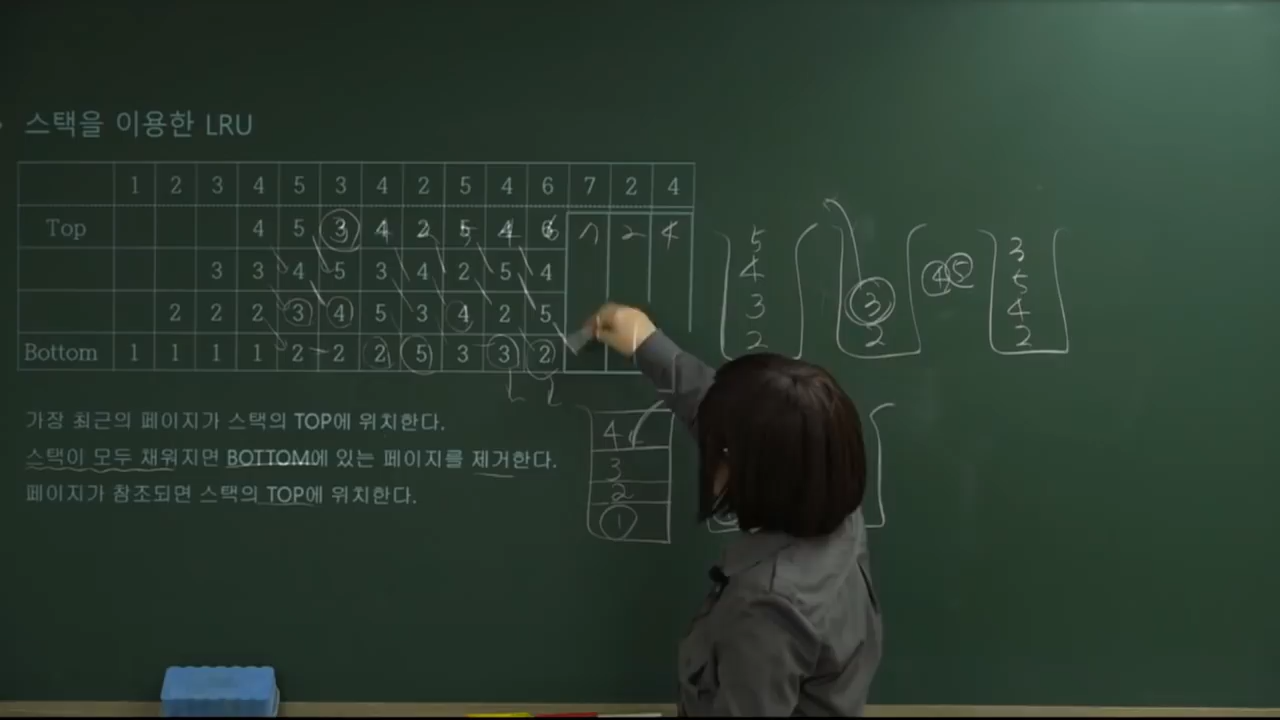 스택을 이용한 LRU
1 2 3 4 5 3 4 2 5 4 6 7 2 4
Top 4 5 3 4 2 5 4 6 7 2 4
3 3 4 5 3 4 2 5 4
2 2 2 3 4 5 3 4 2 5
Bottom 1 1 1 1 2 2 2 5 3 3 2
가장 최근의 페이지가 스택의 TOP에 위치한다.
스택이 모두 채워지면 BOTTOM에 있는 페이지를 제거한다.
페이지가 참조되면 스택의 TOP에 위치한다.
5
4
3
2
3
2
4 5
3
5
4
2
4
3
2
1